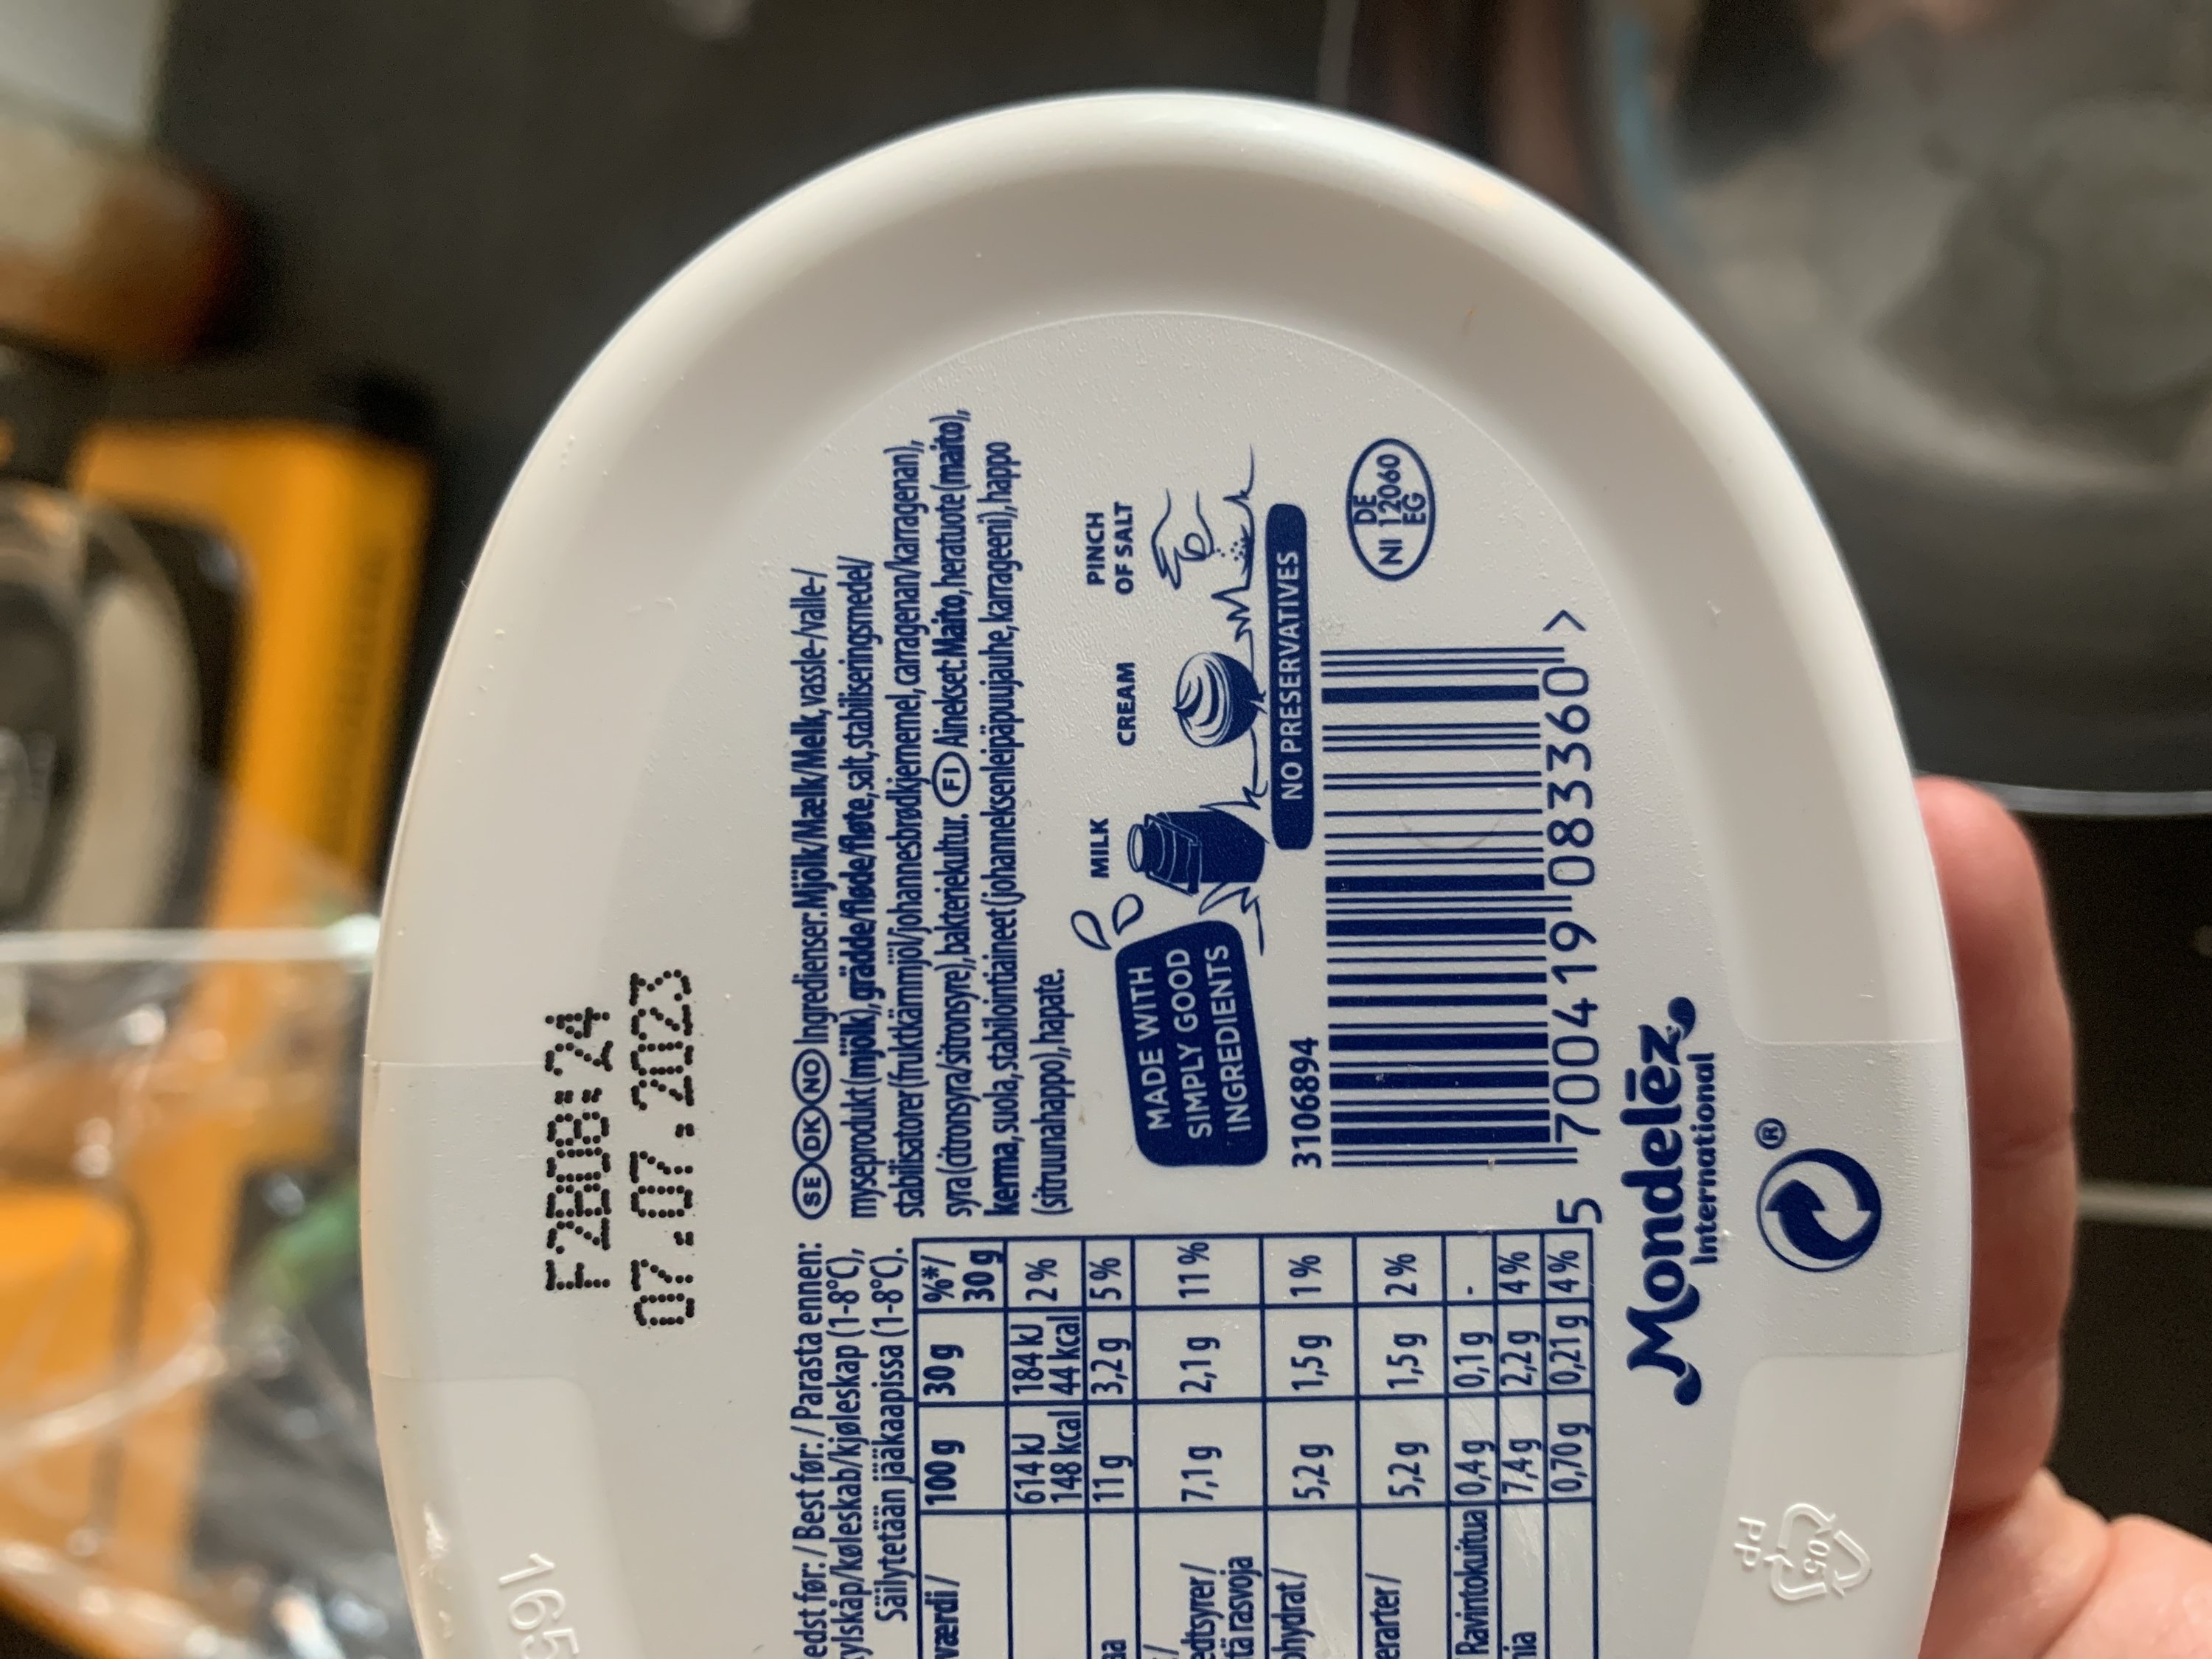 165
F2B08:24
07.07.2023
edst før: / Best før: / Parasta ennen:
ylskåp/køleskab/kjøleskap (1-8°C),
Säilytetään jääkaapissa (1-8°C).
værdi/ 100 g 30 g %*/
30 g
614 kJ 184 kJ 2 %
148 kcal 44 kcal
aa 11 g 3,2 g 5 %
/
edtsyrer/ 7,1 g 2,1 g 11 %
tä rasvoja
ohydrat/
5,2 g 1,5 g 1 %
erarter/
5,2 g 1,5 g 2 %
Ravintokuitua 0,4 g 0,1 g -
nia 7,4 g 2,2 g 4 %
0,70 g 0,21 g 4 %
SE DK NO Ingredienser: Mjölk/Mælk/Melk, vassle-/valle-/
myseprodukt (mjölk), grädde/fløde/fløte, salt, stabiliseringsmedel/
stabilisatorer (fruktkärnmjöl/johannesbrødkjernemel, carragenan/karragenan),
syra (citronsyra/sitronsyre), bakteriekultur. FI Ainekset: Maito, heratuote (maito),
kerma, suola, stabilointiaineet (johanneksenleipäpuujauhe, karrageeni), happo
(sitruunahappo), hapate.
MADE WITH
SIMPLY GOOD
INGREDIENTS
MILK
CREAM
PINCH
OF SALT
NO PRESERVATIVES
3106894
5 700419 083360 >
DE
NI 12060
EG
Mondelēz
International
®
PP
05